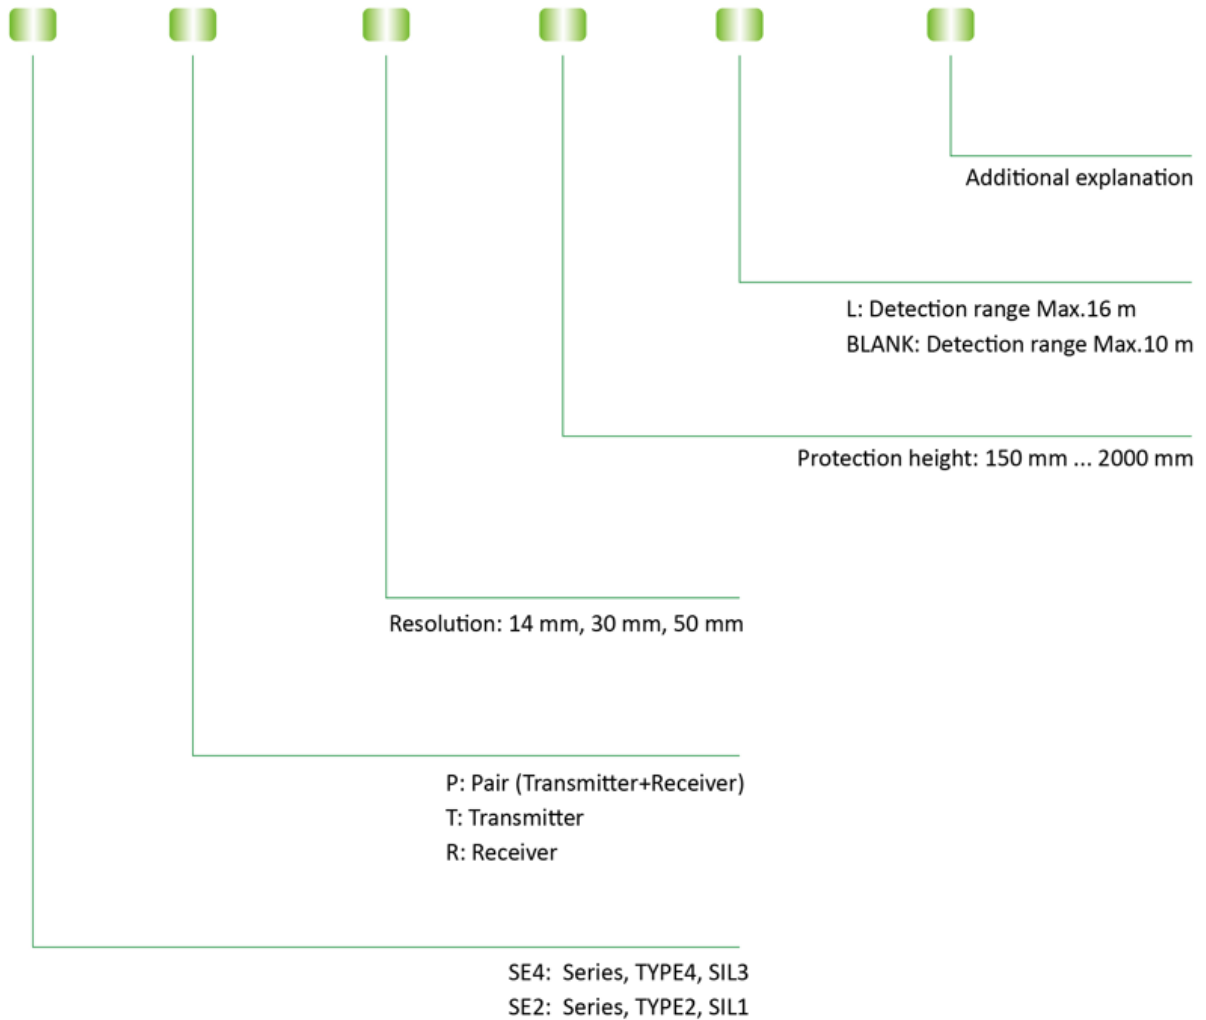 Additional explanation
L: Detection range Max.16 m
BLANK: Detection range Max.10 m
Protection height: 150 mm ... 2000 mm
Resolution: 14 mm, 30 mm, 50 mm
P: Pair (Transmitter+Receiver)
T: Transmitter
R: Receiver
SE4: Series, TYPE4, SIL3
SE2: Series, TYPE2, SIL1